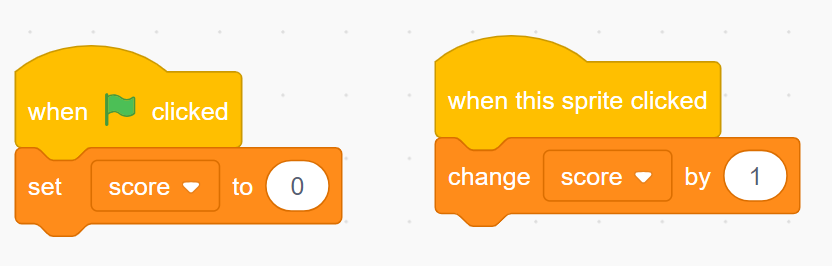 when clicked
set score to 0
when this sprite clicked
change score by 1